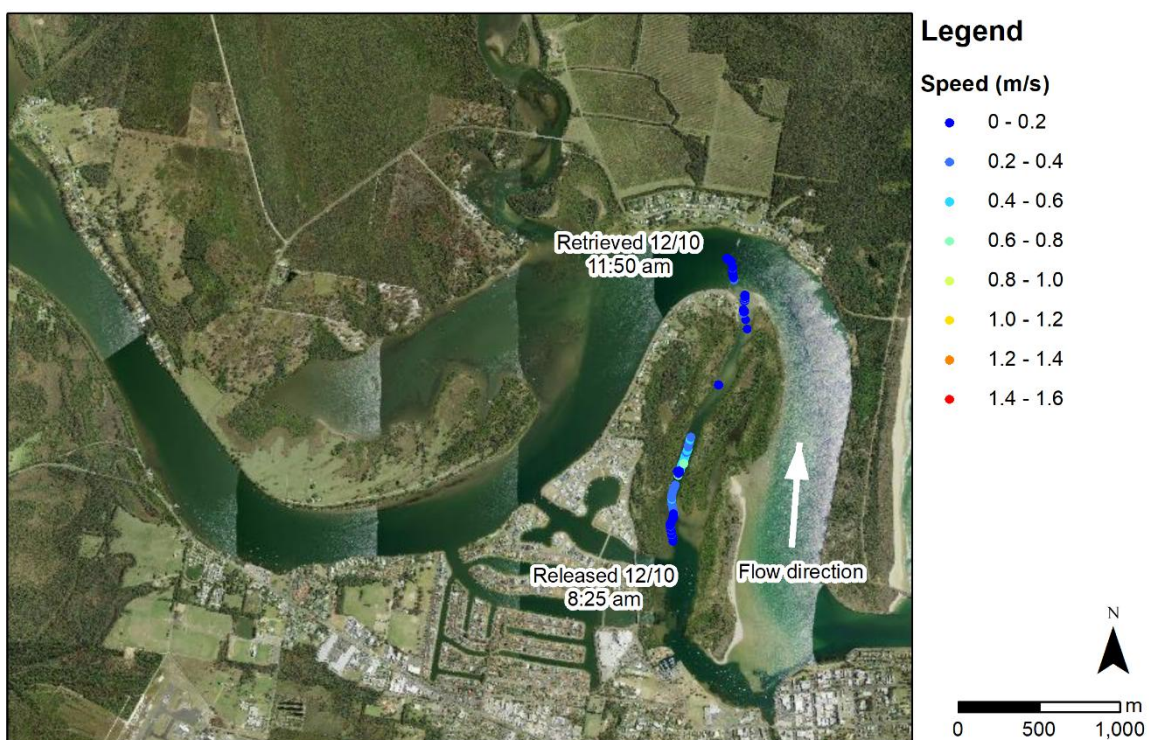 Legend
Speed (m/s)
0 - 0.2
0.2 - 0.4
0.4 - 0.6
0.6 - 0.8
0.8 - 1.0
1.0 - 1.2
1.2 - 1.4
1.4 - 1.6
Retrieved 12/10
11:50 am
Released 12/10
8:25 am
Flow direction
N
m
0 500 1,000